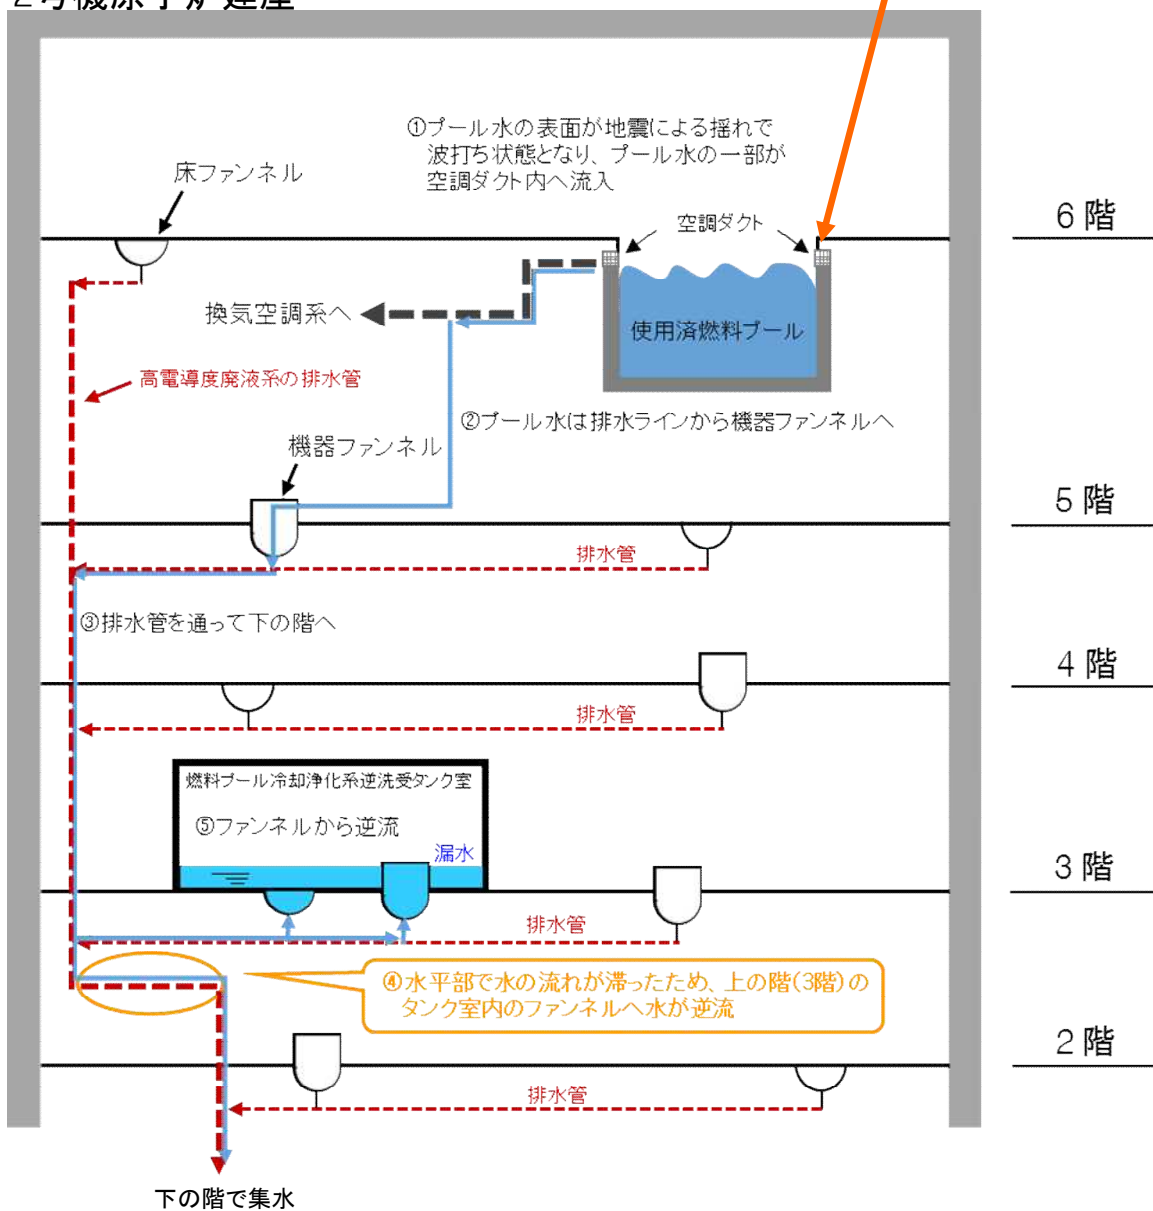 2号機原子炉建屋
①プール水の表面が地震による揺れで
波打ち状態となり、プール水の一部が
空調ダクト内へ流入
床ファンネル
空調ダクト
6階
換気空調系へ
使用済燃料プール
高電導度廃液系の排水管
②プール水は排水ラインから機器ファンネルへ
機器ファンネル
5階
排水管
③排水管を通って下の階へ
4階
排水管
燃料プール冷却浄化系逆洗受タンク室
⑤ファンネルから逆流
漏水
3階
排水管
④水平部で水の流れが滞ったため、上の階(3階)の
タンク室内のファンネルへ水が逆流
2階
排水管
下の階で集水